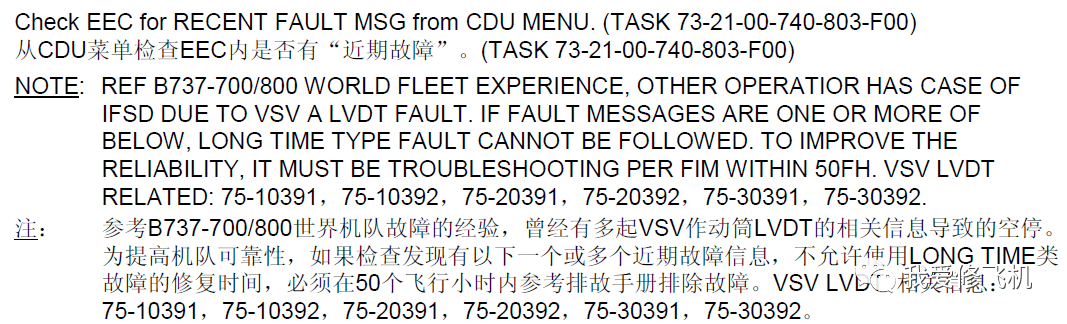 Check EEC for RECENT FAULT MSG from CDU MENU. (TASK 73-21-00-740-803-F00)
从CDU菜单检查EEC内是否有“近期故障”。(TASK 73-21-00-740-803-F00)
NOTE: REF B737-700/800 WORLD FLEET EXPERIENCE, OTHER OPERATIOR HAS CASE OF
IFSD DUE TO VSV A LVDT FAULT. IF FAULT MESSAGES ARE ONE OR MORE OF
BELOW, LONG TIME TYPE FAULT CANNOT BE FOLLOWED. TO IMPROVE THE
RELIABILITY, IT MUST BE TROUBLESHOOTING PER FIM WITHIN 50FH. VSV LVDT
RELATED: 75-10391，75-10392，75-20391，75-20392，75-30391，75-30392.
注： 参考B737-700/800世界机队故障的经验，曾经有多起VSV作动筒LVDT的相关信息导致的空停。
为提高机队可靠性，如果检查发现有以下一个或多个近期故障信息，不允许使用LONG TIME类
故障的修复时间，必须在50个飞行小时内参考排故手册排除故障。VSV LVDT 相关信息：
75-10391，75-10392，75-20391，75-20392，75-30391，75-30392。
我爱修飞机